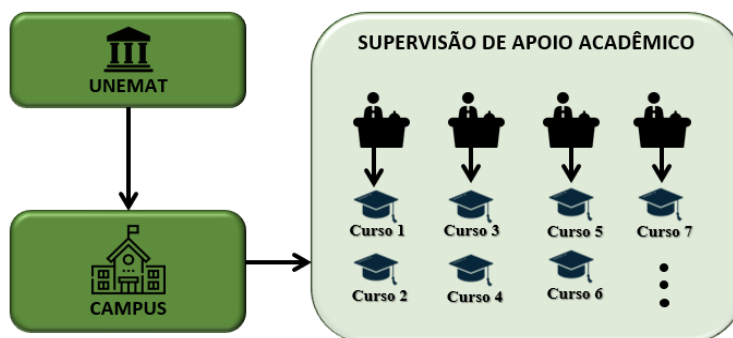 UNEMAT
CAMPUS
SUPERVISÃO DE APOIO ACADÊMICO
Curso 1
Curso 3
Curso 5
Curso 7
Curso 2
Curso 4
Curso 6